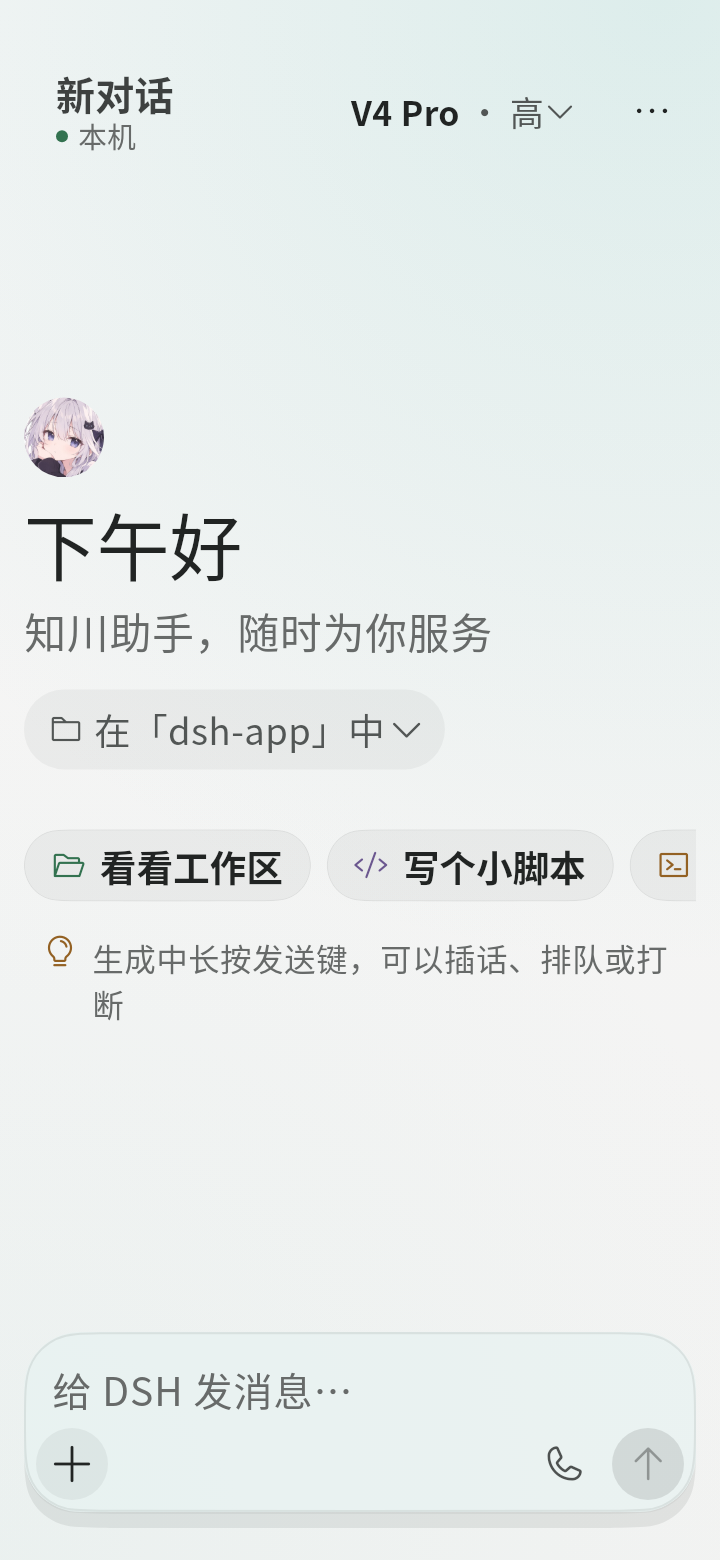 新对话
本机
V4 Pro · 高
下午好
知川助手，随时为你服务
在「dsh-app」中
看看工作区
写个小脚本
生成中长按发送键，可以插话、排队或打
断
给 DSH 发消息…